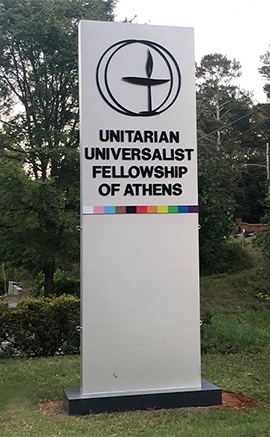 UNITARIAN
UNIVERSALIST
FELLOWSHIP
OF ATHENS